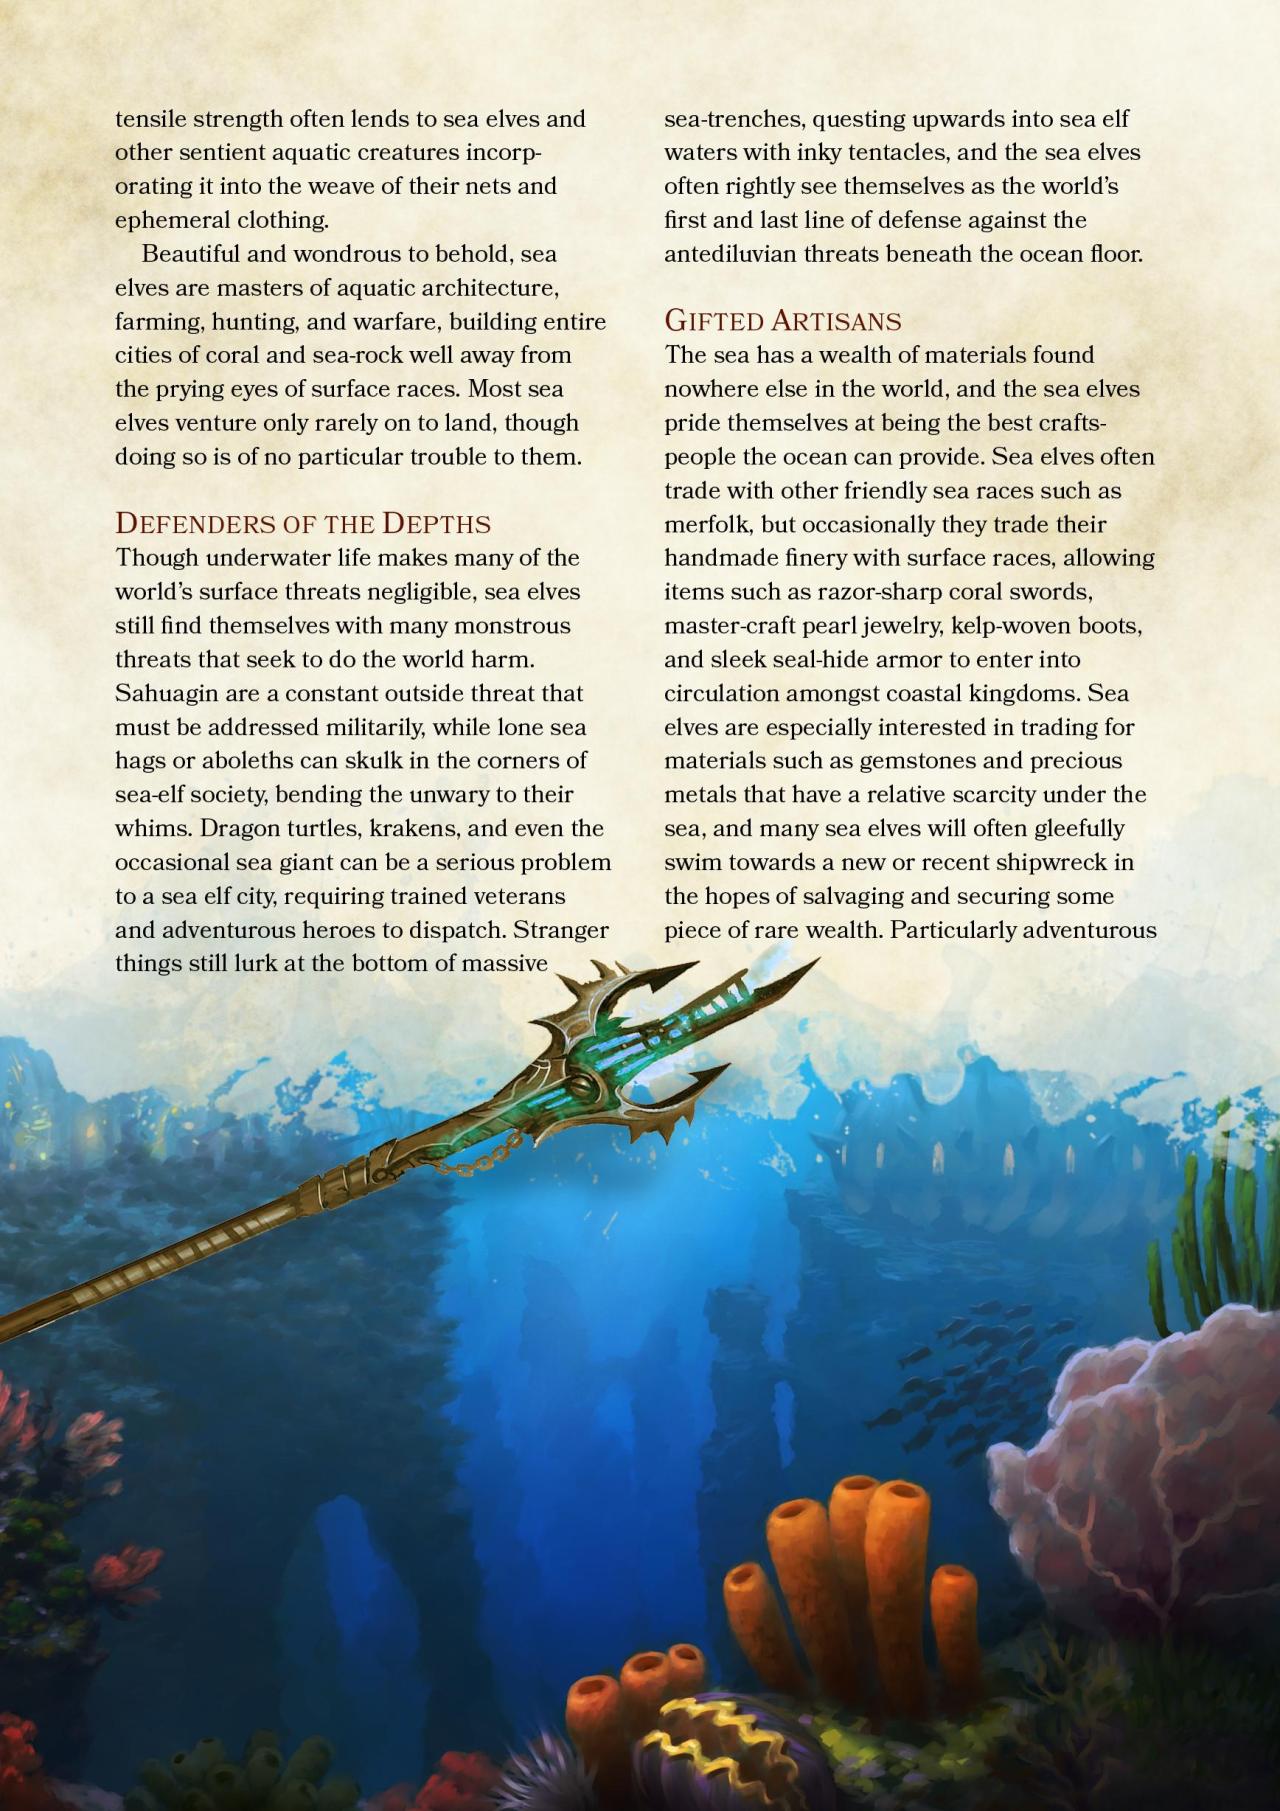 tensile strength often lends to sea elves and
other sentient aquatic creatures incorp-
orating it into the weave of their nets and
ephemeral clothing.
Beautiful and wondrous to behold, sea
elves are masters of aquatic architecture,
farming, hunting, and warfare, building entire
cities of coral and sea-rock well away from
the prying eyes of surface races. Most sea
elves venture only rarely on to land, though
doing so is of no particular trouble to them.
DEFENDERS OF THE DEPTHS
Though underwater life makes many of the
world's surface threats negligible, sea elves
still find themselves with many monstrous
threats that seek to do the world harm.
Sahuagin are a constant outside threat that
must be addressed militarily, while lone sea
hags or aboleths can skulk in the corners of
sea-elf society, bending the unwary to their
whims. Dragon turtles, krakens, and even the
occasional sea giant can be a serious problem
to a sea elf city, requiring trained veterans
and adventurous heroes to dispatch. Stranger
things still lurk at the bottom of massive
sea-trenches, questing upwards into sea elf
waters with inky tentacles, and the sea elves
often rightly see themselves as the world's
first and last line of defense against the
antediluvian threats beneath the ocean floor.
GIFTED ARTISANS
The sea has a wealth of materials found
nowhere else in the world, and the sea elves
pride themselves at being the best crafts-
people the ocean can provide. Sea elves often
trade with other friendly sea races such as
merfolk, but occasionally they trade their
handmade finery with surface races, allowing
items such as razor-sharp coral swords,
master-craft pearl jewelry, kelp-woven boots,
and sleek seal-hide armor to enter into
circulation amongst coastal kingdoms. Sea
elves are especially interested in trading for
materials such as gemstones and precious
metals that have a relative scarcity under the
sea, and many sea elves will often gleefully
swim towards a new or recent shipwreck in
the hopes of salvaging and securing some
piece of rare wealth. Particularly adventurous